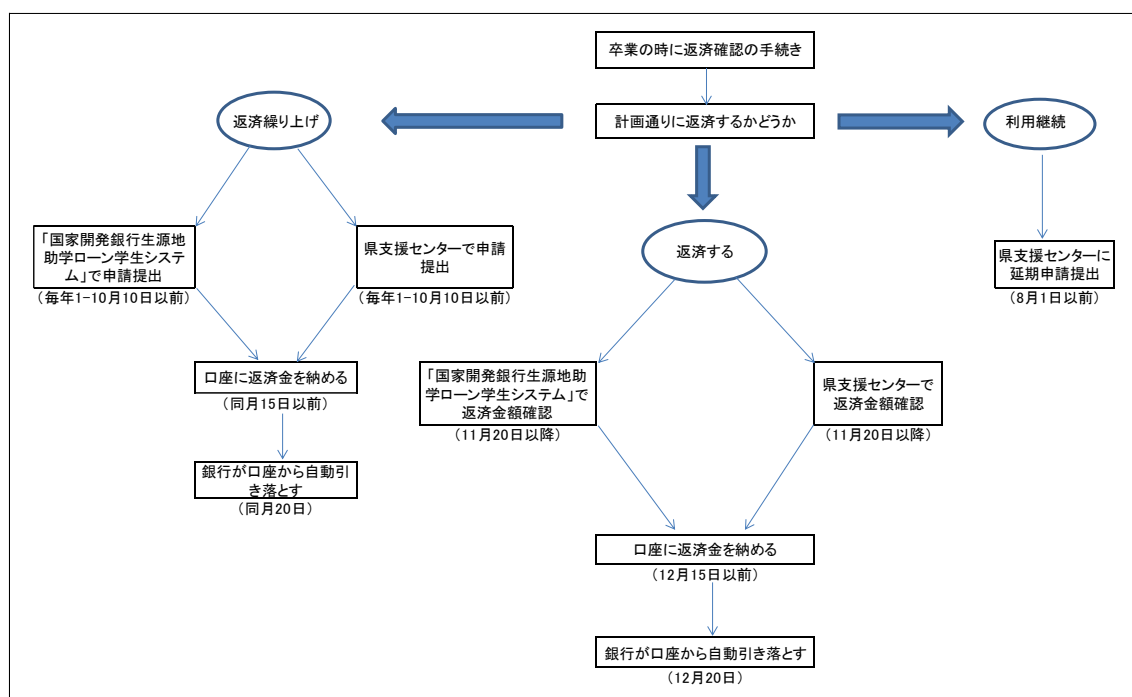 卒業の時に返済確認の手続き
計画通りに返済するかどうか
返済繰り上げ
「国家開発銀行生源地
助学ローン学生システ
ム」で申請提出
(毎年1-10月10日以前)
県支援センターで申請
提出
(毎年1-10月10日以前)
口座に返済金を納める
(同月15日以前)
銀行が口座から自動引
き落とす
(同月20日)
返済する
「国家開発銀行生源地助
学ローン学生システム」で
返済金額確認
(11月20日以降)
県支援センターで
返済金額確認
(11月20日以降)
口座に返済金を納める
(12月15日以前)
銀行が口座から自動引き落とす
(12月20日)
利用継続
県支援センターに
延期申請提出
(8月1日以前)